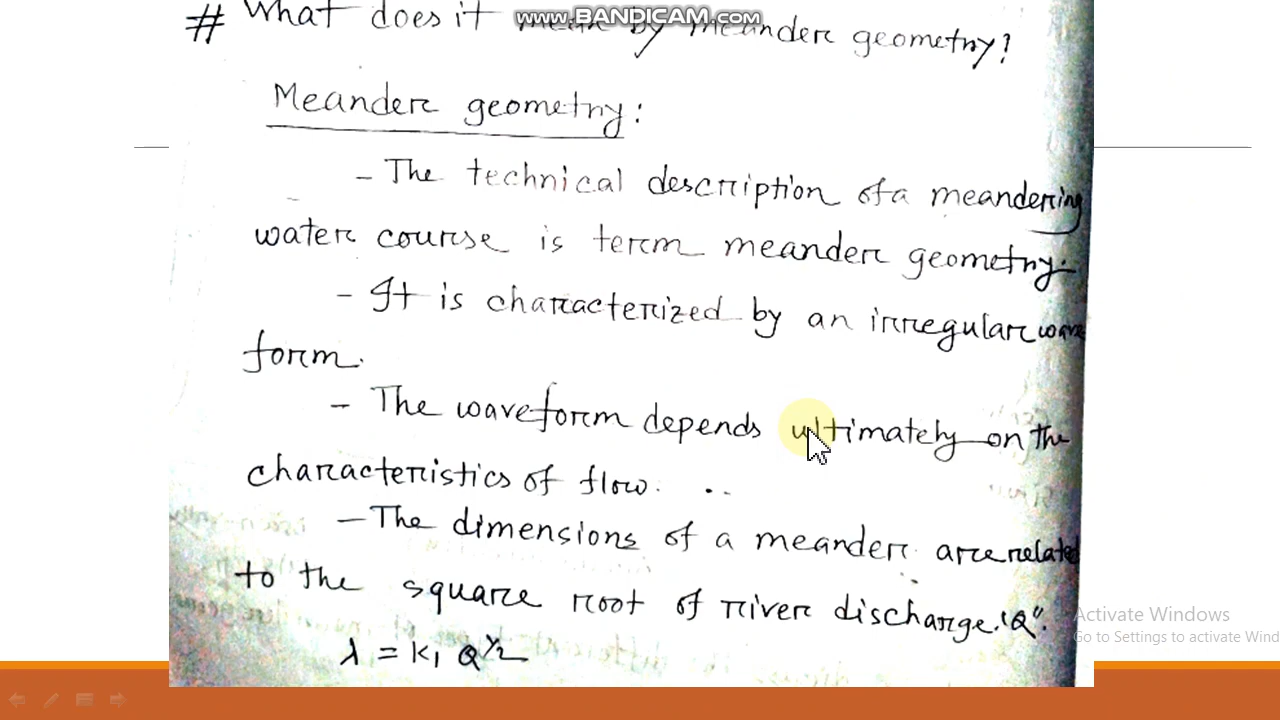 www.BANDICAM.com
# What does it mean by meander geometry?
Meander geometry:
- The technical description of a meandering
water course is term meander geometry.
- It is characterized by an irregular wave
form.
- The waveform depends ultimately on the
characteristics of flow. ..
- The dimensions of a meander are related
to the square root of river discharge "Q".
λ = K₁ Q^½
Activate Windows
Go to Settings to activate Wind